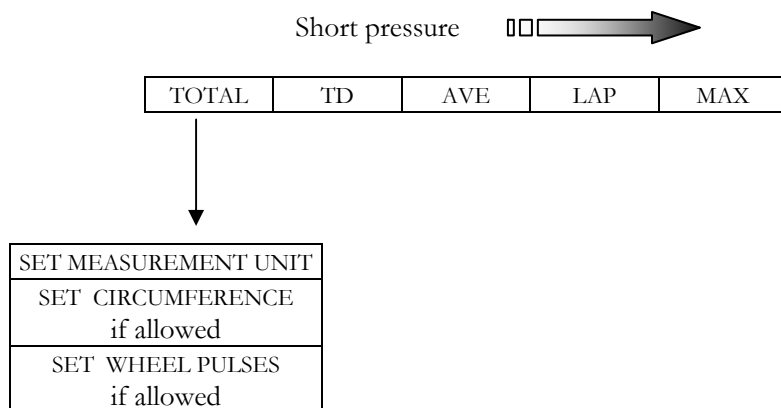 Short pressure
TOTAL TD AVE LAP MAX
SET MEASUREMENT UNIT
SET CIRCUMFERENCE
if allowed
SET WHEEL PULSES
if allowed